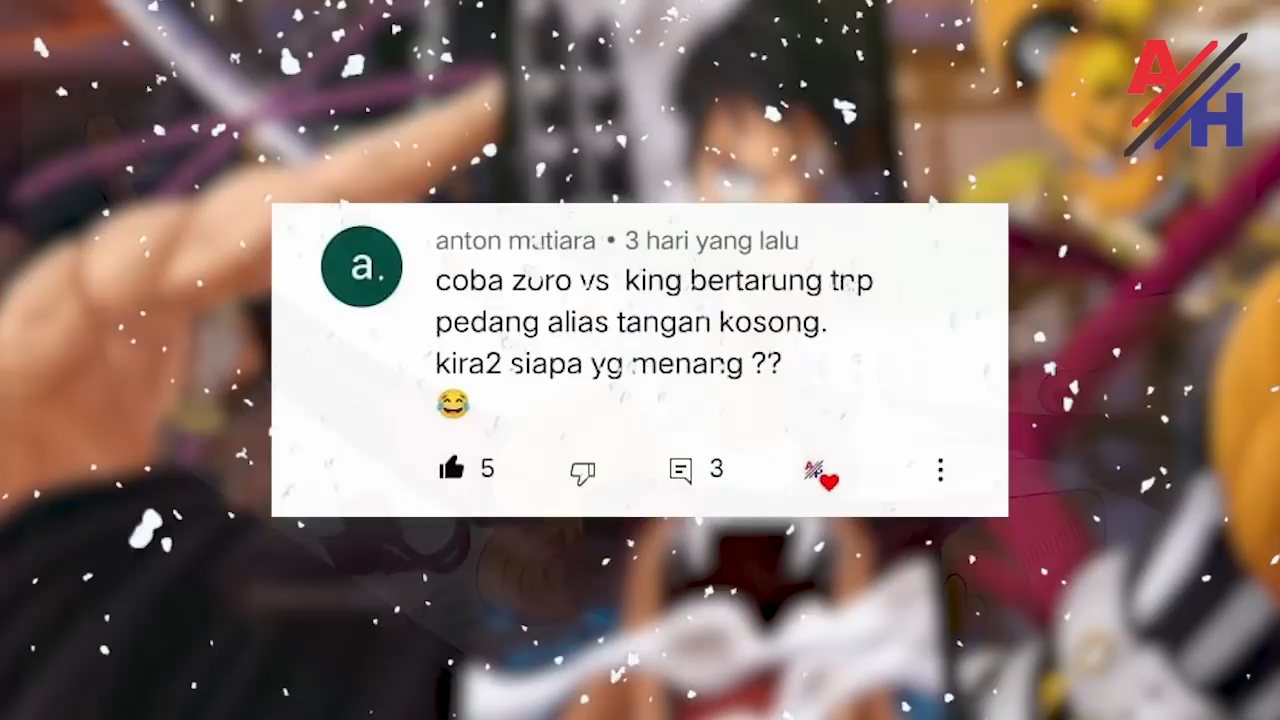 A/H
a.
anton mutiara • 3 hari yang lalu
coba zoro vs king bertarung tnp
pedang alias tangan kosong.
kira2 siapa yg menang ??
😂
5
3